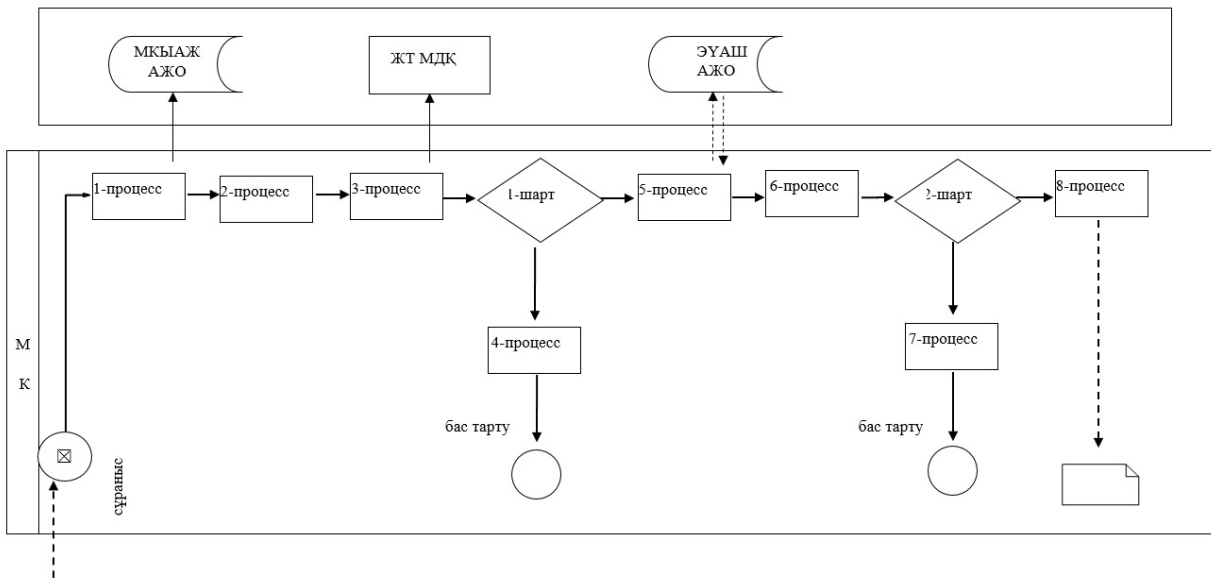 МКЫАЖ
АЖО
ЖТ МДҚ
ЭҮАШ
АЖО
1-процесс
2-процесс
3-процесс
1-шарт
5-процесс
6-процесс
2-шарт
8-процесс
4-процесс
7-процесс
М
К
бас тарту
бас тарту
сұраныс